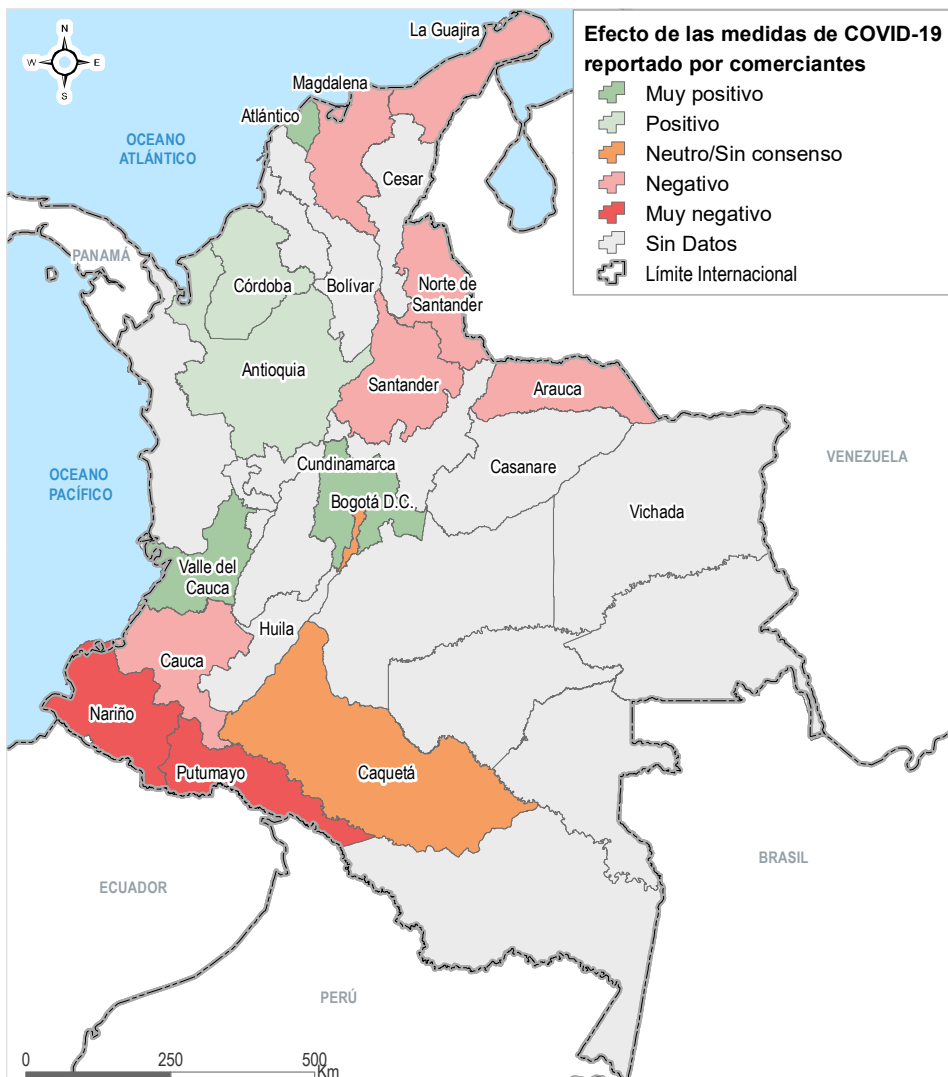 N
W
E
S
Efecto de las medidas de COVID-19
reportado por comerciantes
Muy positivo
Positivo
Neutro/Sin consenso
Negativo
Muy negativo
Sin Datos
Límite Internacional
La Guajira
Magdalena
Atlántico
OCEANO
ATLÁNTICO
Cesar
PANAMÁ
Córdoba
Bolívar
Norte de
Santander
Antioquia
Santander
Arauca
VENEZUELA
Cundinamarca
Casanare
OCEANO
PACÍFICO
Bogotá D.C.
Vichada
Valle del
Cauca
Huila
Cauca
Nariño
Putumayo
Caquetá
BRASIL
ECUADOR
PERÚ
0
250
500
Km